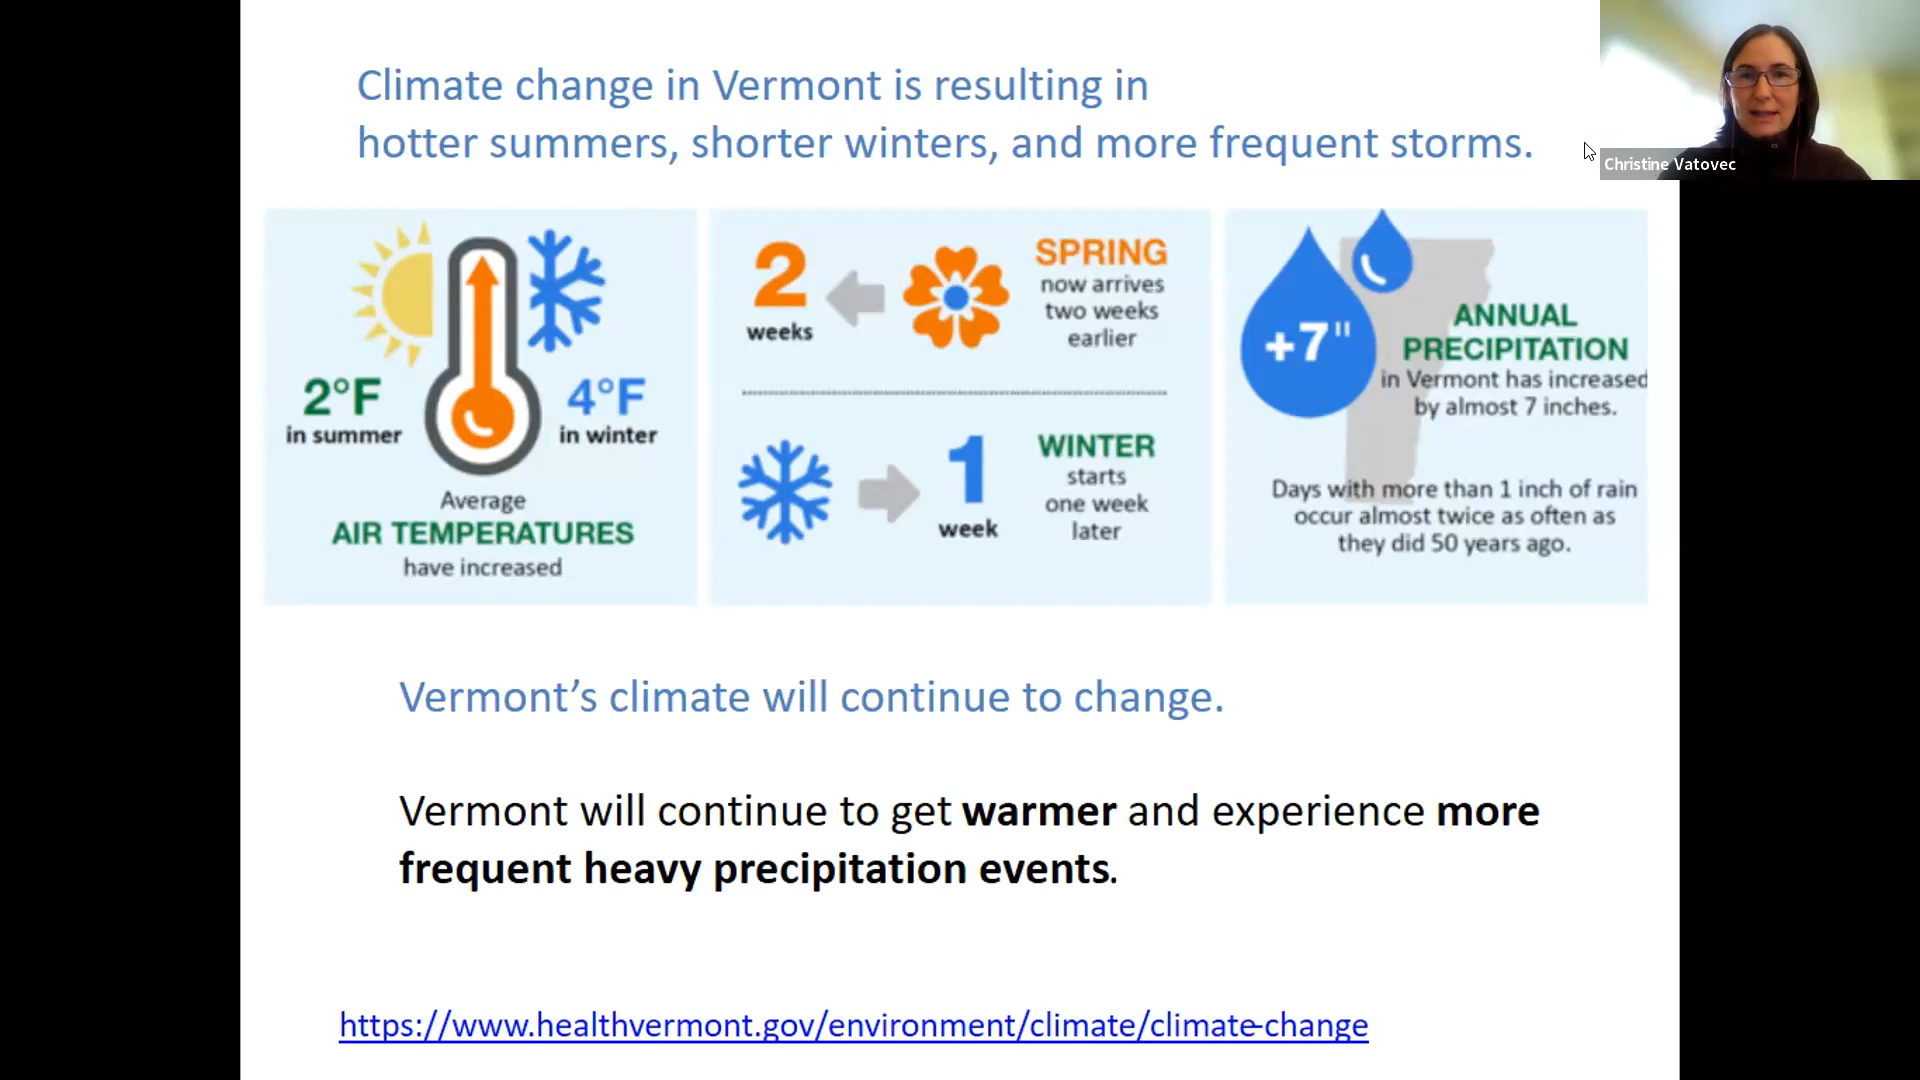 Climate change in Vermont is resulting in
hotter summers, shorter winters, and more frequent storms.
Christine Vatovec
2°F
in summer
4°F
in winter
Average
AIR TEMPERATURES
have increased
2
weeks
SPRING
now arrives
two weeks
earlier
1
week
WINTER
starts
one week
later
+7"
ANNUAL
PRECIPITATION
in Vermont has increased
by almost 7 inches.
Days with more than 1 inch of rain
occur almost twice as often as
they did 50 years ago.
Vermont’s climate will continue to change.
Vermont will continue to get warmer and experience more
frequent heavy precipitation events.
https://www.healthvermont.gov/environment/climate/climate-change